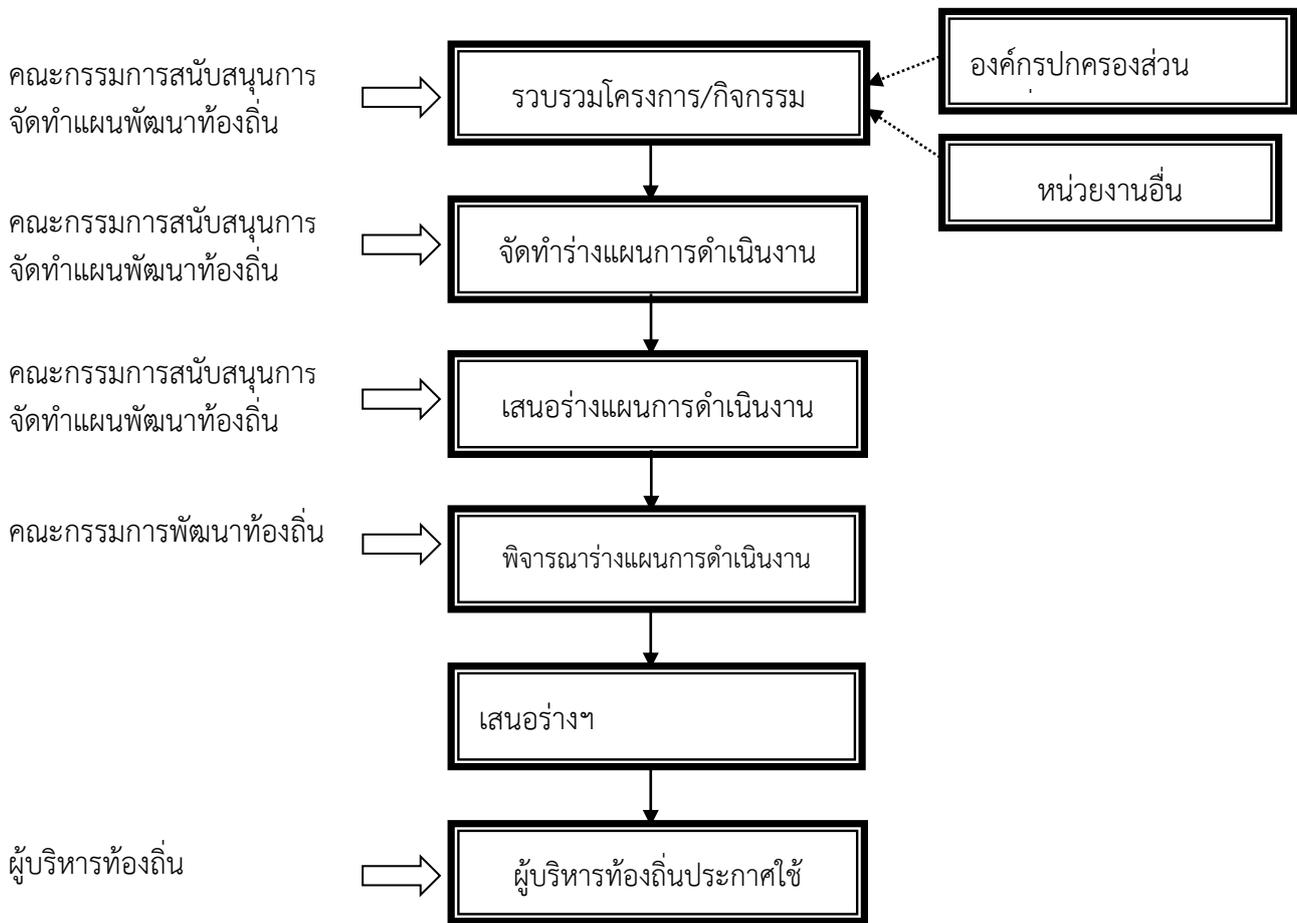 คณะกรรมการสนับสนุนการ
จัดทำแผนพัฒนาท้องถิ่น
รวบรวมโครงการ/กิจกรรม
องค์กรปกครองส่วน
หน่วยงานอื่น
คณะกรรมการสนับสนุนการ
จัดทำแผนพัฒนาท้องถิ่น
จัดทำร่างแผนการดำเนินงาน
คณะกรรมการสนับสนุนการ
จัดทำแผนพัฒนาท้องถิ่น
เสนอร่างแผนการดำเนินงาน
คณะกรรมการพัฒนาท้องถิ่น
พิจารณาร่างแผนการดำเนินงาน
เสนอร่างฯ
ผู้บริหารท้องถิ่น
ผู้บริหารท้องถิ่นประกาศใช้